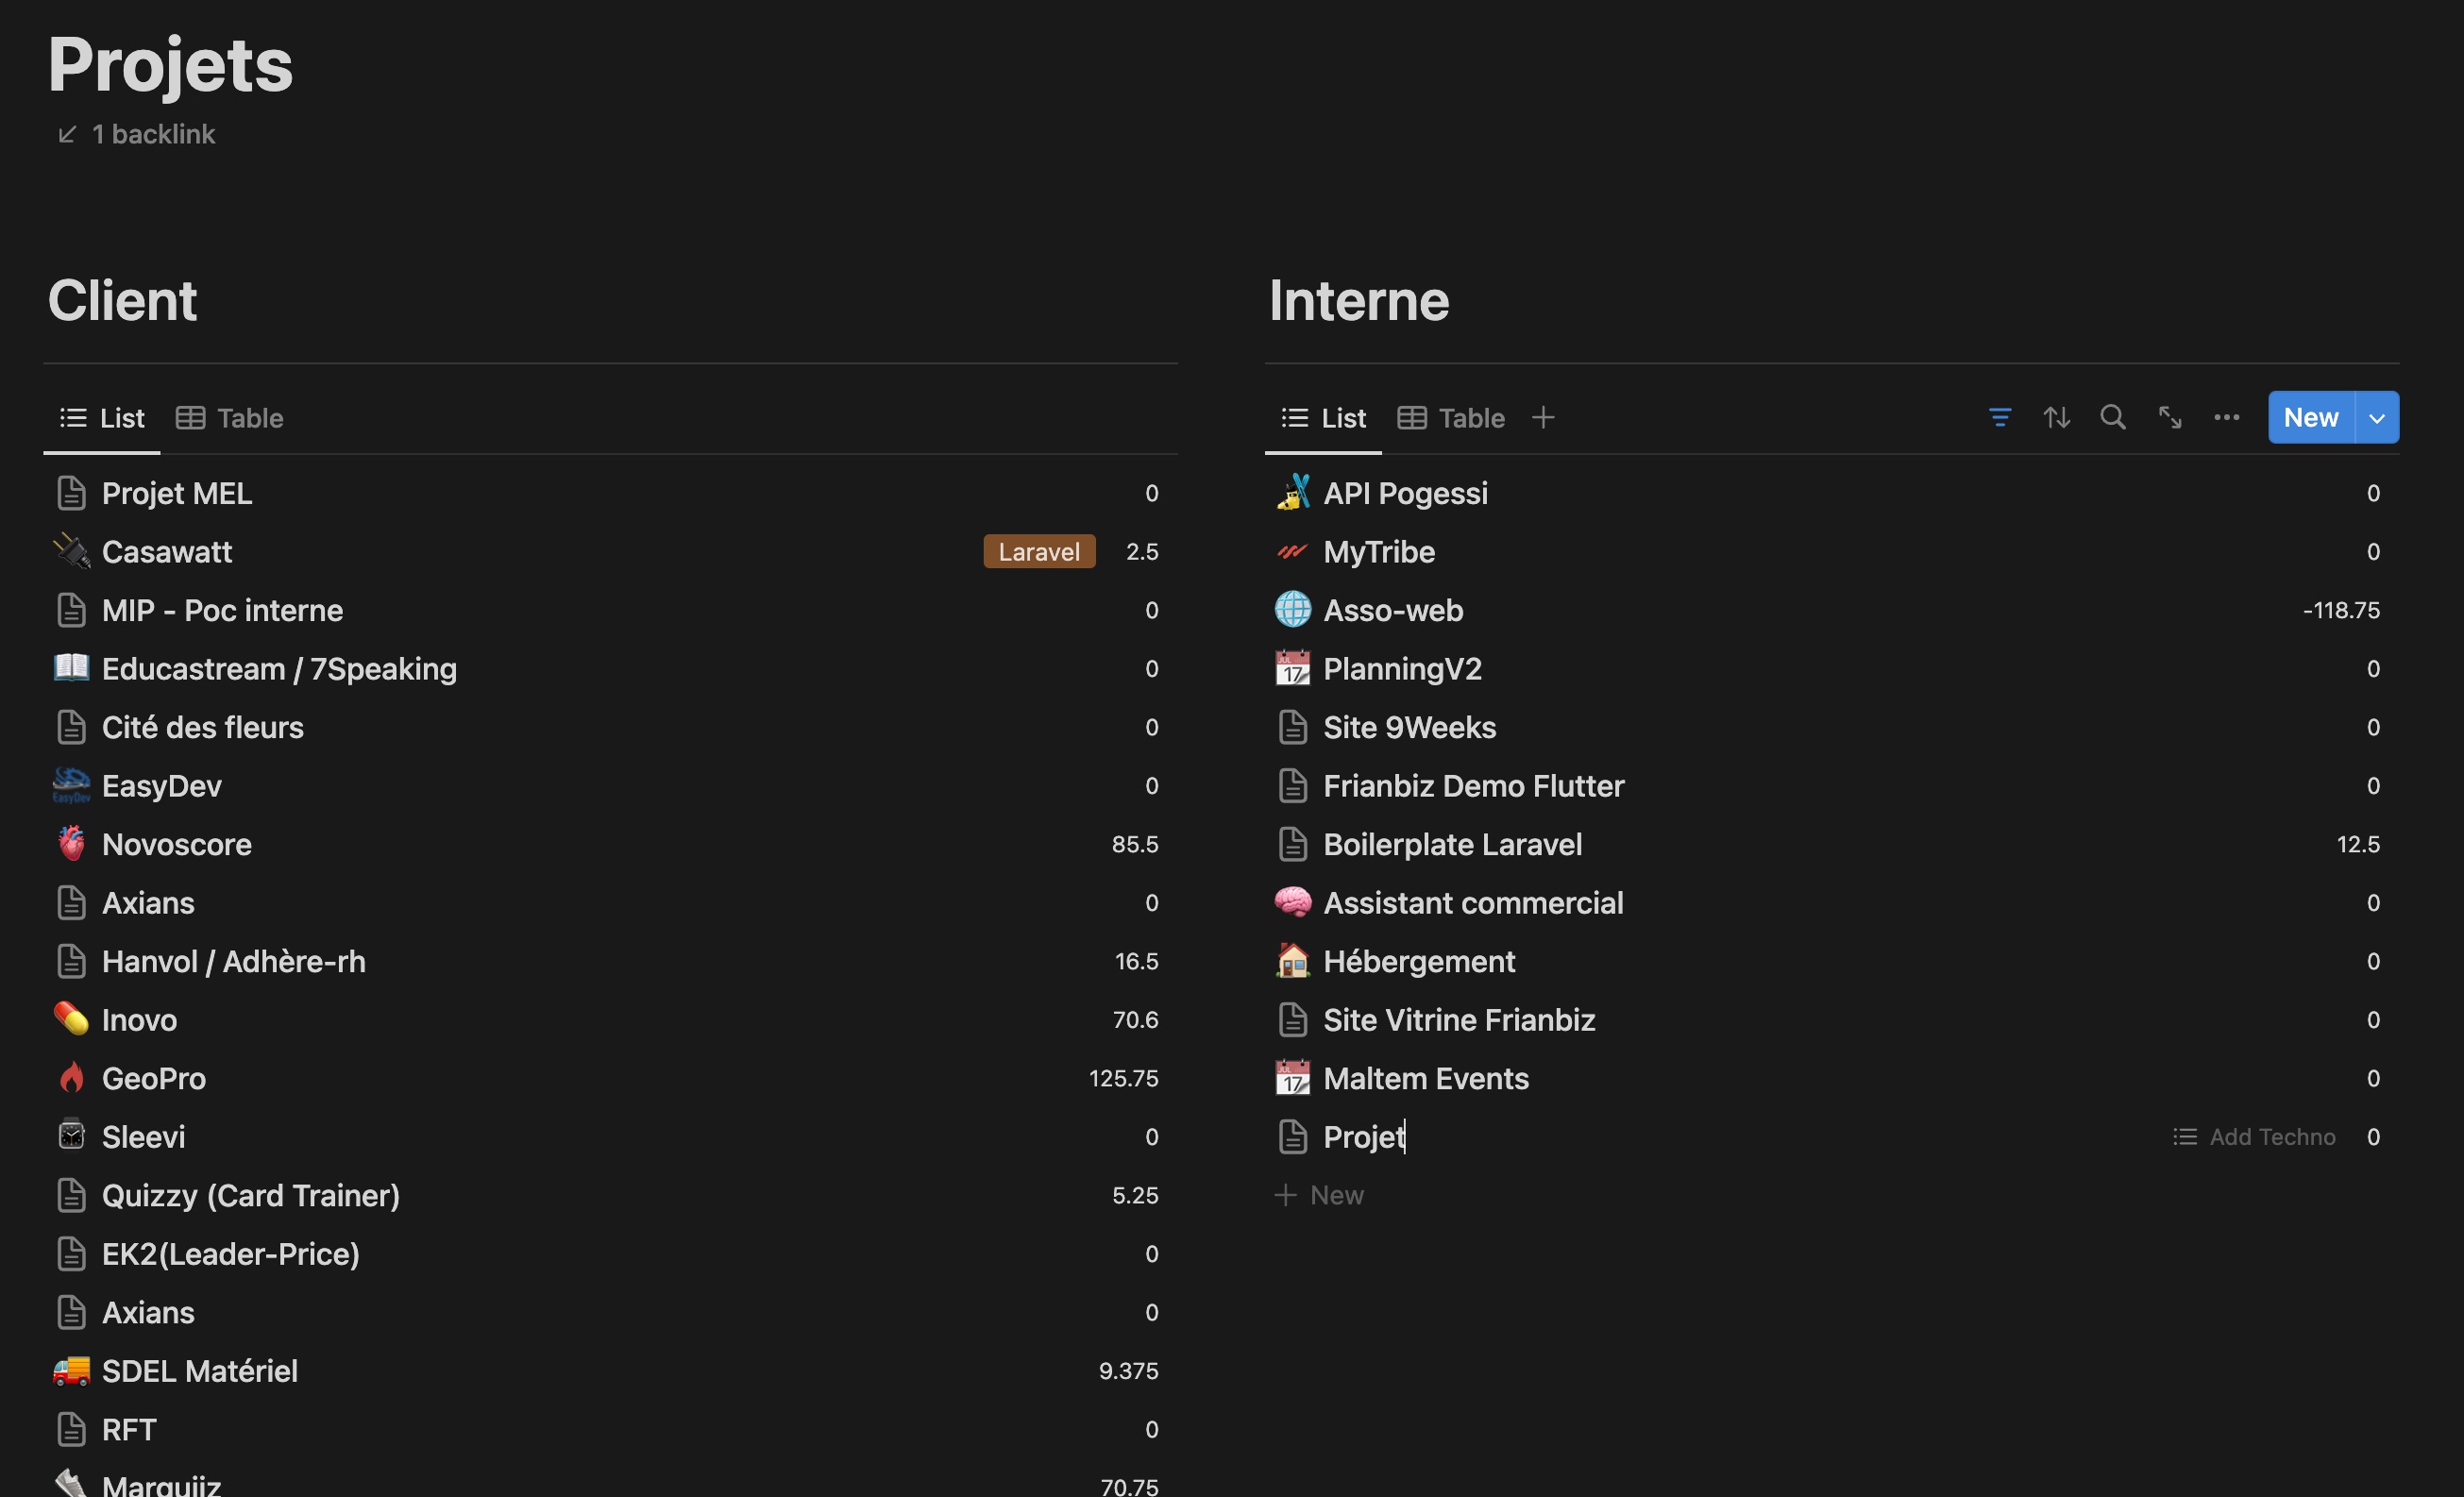 Projets
1 backlink
Client
List Table
Projet MEL 0
Casawatt Laravel 2.5
MIP - Poc interne 0
Educastream / 7Speaking 0
Cité des fleurs 0
EasyDev 0
Novoscore 85.5
Axians 0
Hanvol / Adhère-rh 16.5
Inovo 70.6
GeoPro 125.75
Sleevi 0
Quizzy (Card Trainer) 5.25
EK2(Leader-Price) 0
Axians 0
SDEL Matériel 9.375
RFT 0
Marquiiz 70.75
Interne
List Table New
API Pogessi 0
MyTribe 0
Asso-web -118.75
PlanningV2 0
Site 9Weeks 0
Frianbiz Demo Flutter 0
Boilerplate Laravel 12.5
Assistant commercial 0
Hébergement 0
Site Vitrine Frianbiz 0
Maltem Events 0
Projet Add Techno 0
New